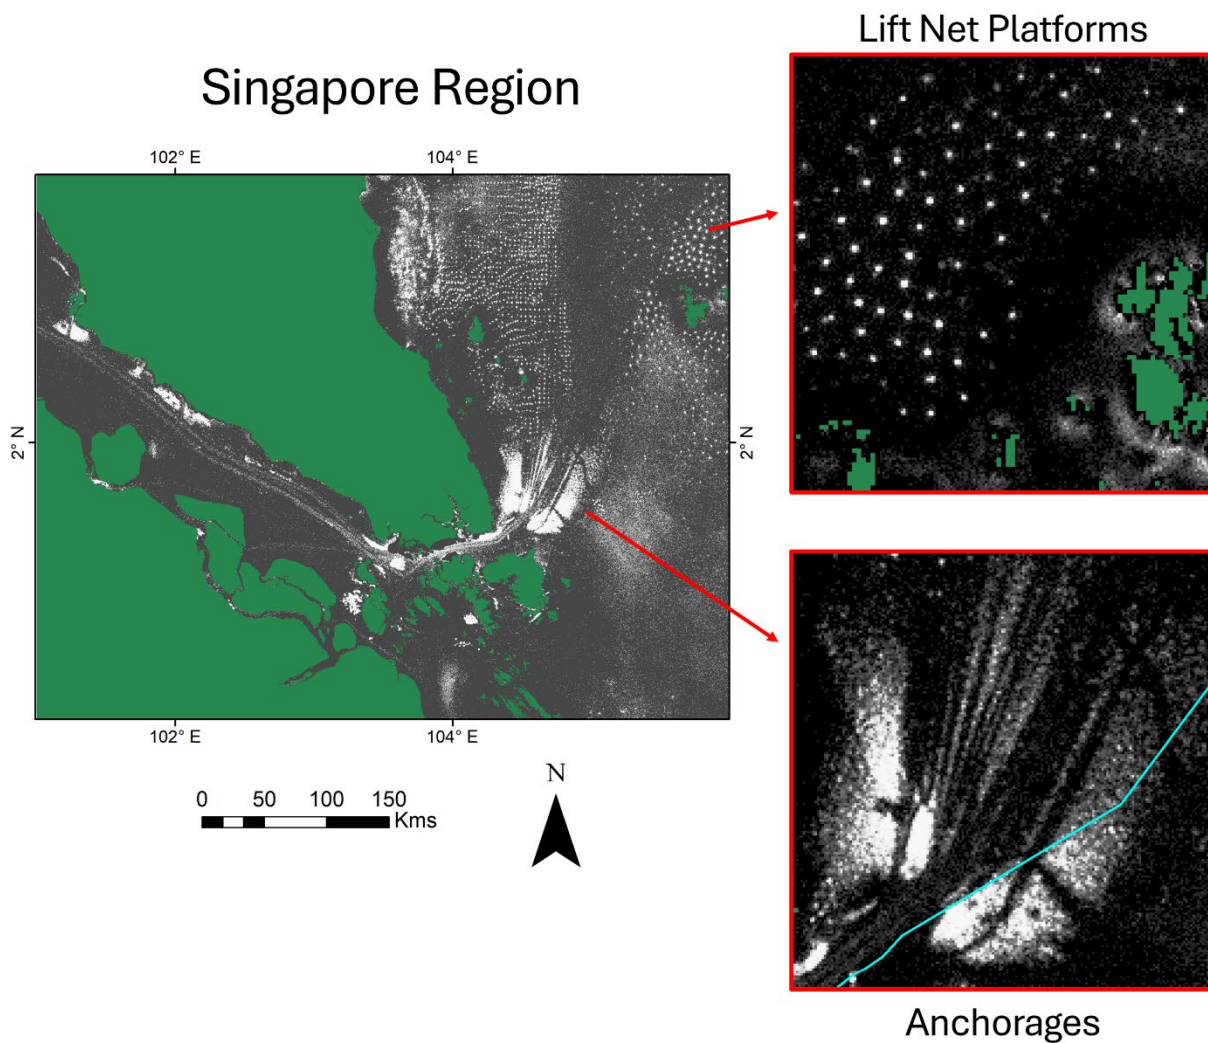 Lift Net Platforms
Singapore Region
102° E
104° E
2° N
2° N
102° E
104° E
N
0 50 100 150
Kms
Anchorages